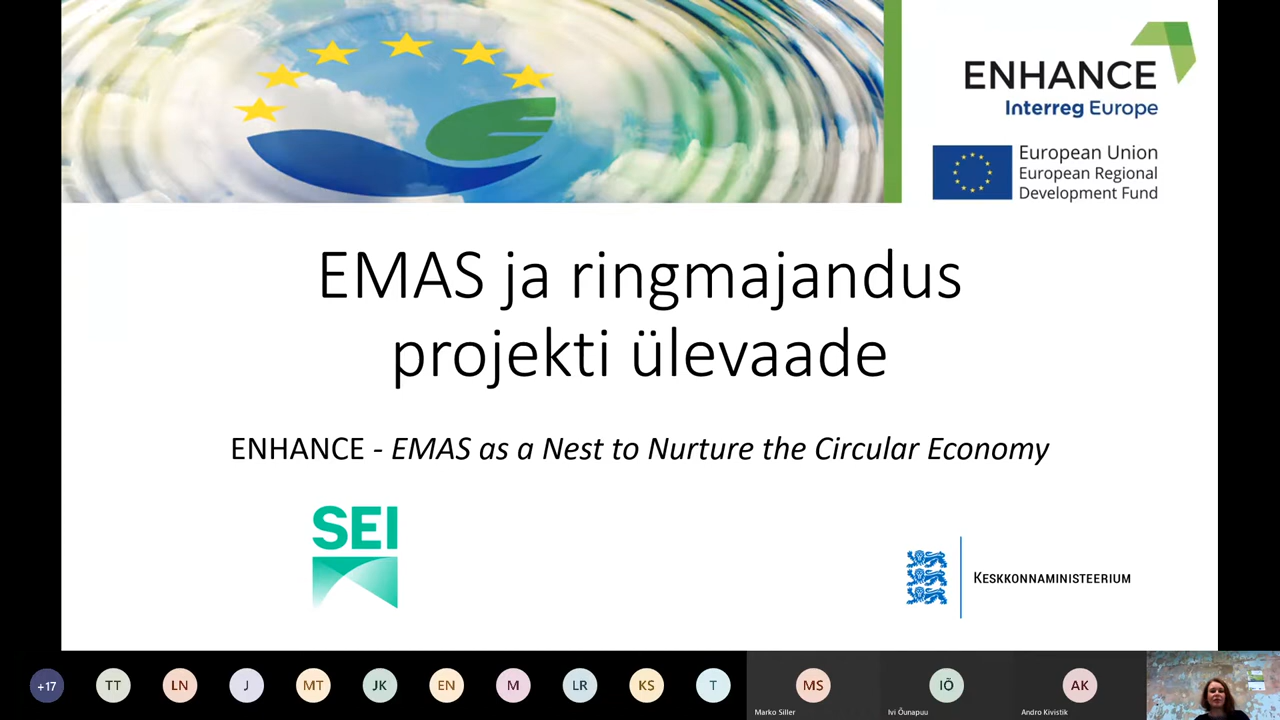 ENHANCE
Interreg Europe
European Union
European Regional
Development Fund
EMAS ja ringmajandus
projekti ülevaade
ENHANCE - EMAS as a Nest to Nurture the Circular Economy
SEI
KESKKONNAMINISTEERIUM
+17 TT LN J MT JK EN M LR KS T MS IÕ AK
Marko Siller Ivi Õunapuu Andro Kivistik